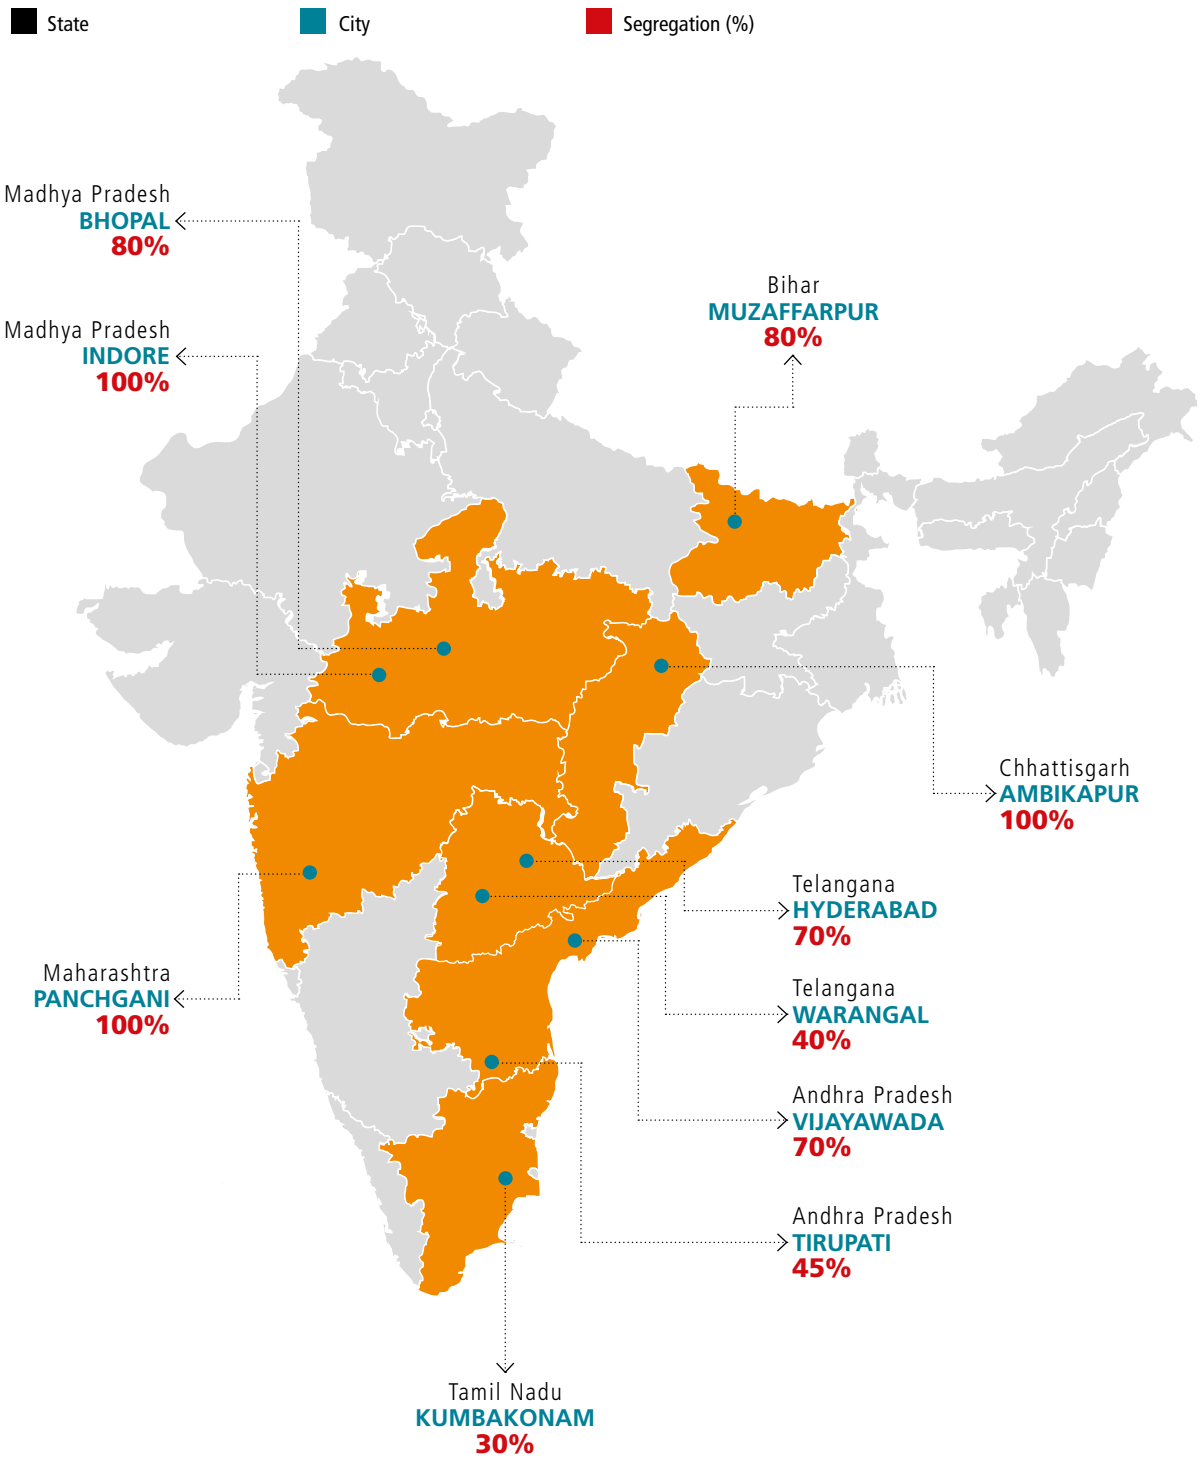 State
City
Segregation (%)
Madhya Pradesh
BHOPAL
80%
Madhya Pradesh
INDORE
100%
Bihar
MUZAFFARPUR
80%
Chhattisgarh
AMBIKAPUR
100%
Telangana
HYDERABAD
70%
Maharashtra
PANCHGANI
100%
Telangana
WARANGAL
40%
Andhra Pradesh
VIJAYAWADA
70%
Andhra Pradesh
TIRUPATI
45%
Tamil Nadu
KUMBAKONAM
30%